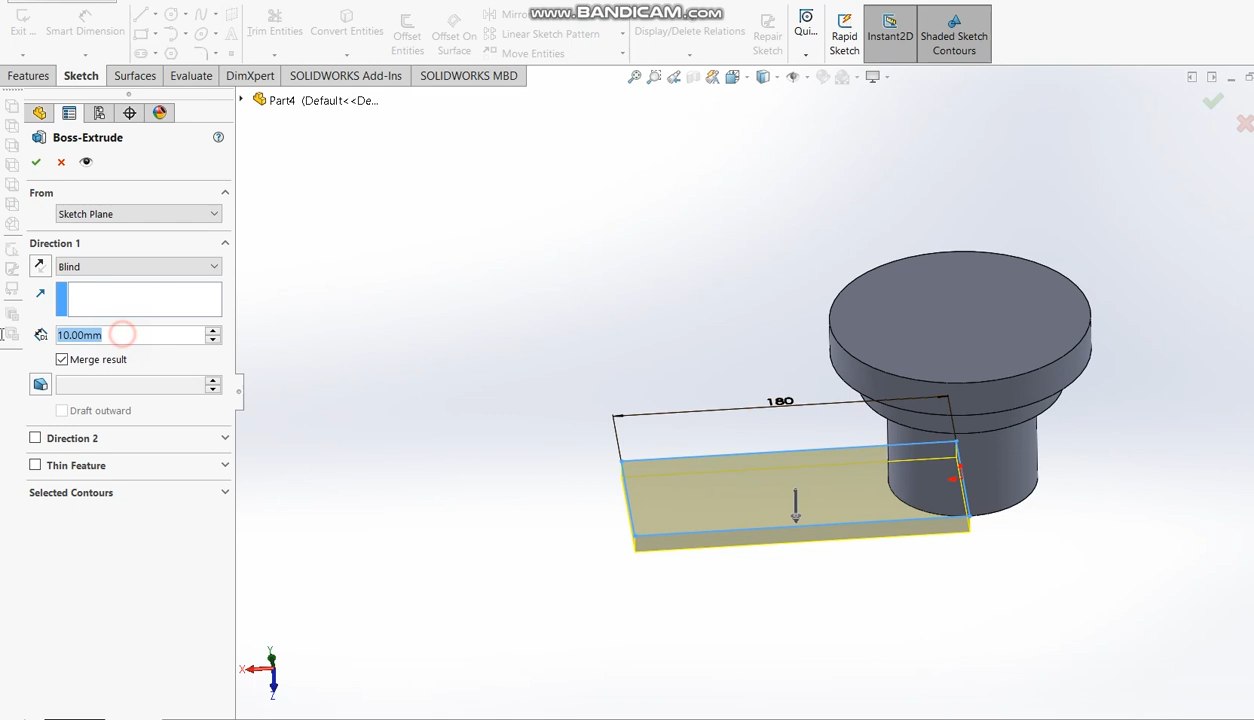 www.BANDICAM.com
Exit ...
Smart Dimension
Trim Entities
Convert Entities
Offset Entities
Offset On Surface
Mirro
Linear Sketch Pattern
Move Entities
Display/Delete Relations
Repair Sketch
Qui...
Rapid Sketch
Instant2D
Shaded Sketch Contours
Features
Sketch
Surfaces
Evaluate
DimXpert
SOLIDWORKS Add-Ins
SOLIDWORKS MBD
Part4 (Default<<De...
Boss-Extrude
From
Sketch Plane
Direction 1
Blind
D1
10.00mm
Merge result
Draft outward
Direction 2
Thin Feature
Selected Contours
180
Y
X
Z